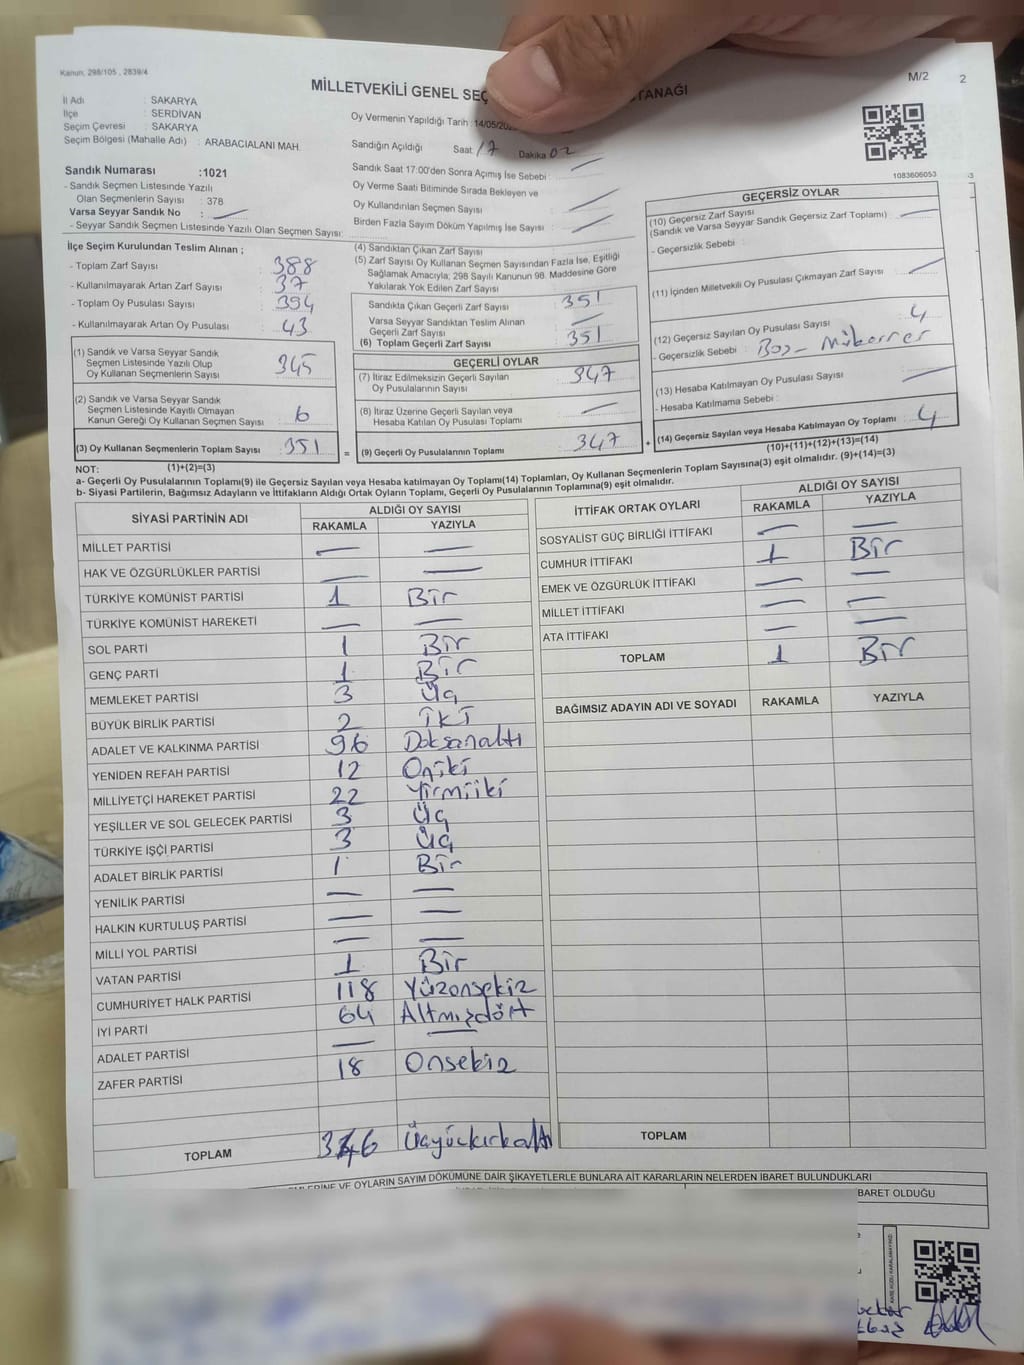 Kanun: 298/105 , 2839/4
M/2 2
MİLLETVEKİLİ GENEL SEÇ TANAĞI
İl Adı : SAKARYA
İlçe : SERDİVAN
Seçim Çevresi : SAKARYA
Seçim Bölgesi (Mahalle Adı) : ARABACIALANI MAH.
Sandık Numarası :1021
- Sandık Seçmen Listesinde Yazılı
Olan Seçmenlerin Sayısı : 378
Varsa Seyyar Sandık No : —
- Seyyar Sandık Seçmen Listesinde Yazılı Olan Seçmen Sayısı:
Oy Vermenin Yapıldığı Tarih :14/05/202
Sandığın Açıldığı Saat 17 Dakika 02
Sandık Saat 17:00'den Sonra Açımış İse Sebebi : —
Oy Verme Saati Bitiminde Sırada Bekleyen ve
Oy Kullandırılan Seçmen Sayısı : —
Birden Fazla Sayım Döküm Yapılmış İse Sayısı : —
1083606053 -3
İlçe Seçim Kurulundan Teslim Alınan ;
- Toplam Zarf Sayısı : 388
- Kullanılmayarak Artan Zarf Sayısı : 37
- Toplam Oy Pusulası Sayısı : 394
- Kullanılmayarak Artan Oy Pusulası : 43
(1) Sandık ve Varsa Seyyar Sandık
Seçmen Listesinde Yazılı Olup
Oy Kullanan Seçmenlerin Sayısı : 345
(2) Sandık ve Varsa Seyyar Sandık
Seçmen Listesinde Kayıtlı Olmayan
Kanun Gereği Oy Kullanan Seçmen Sayısı : 6
(3) Oy Kullanan Seçmenlerin Toplam Sayısı : 351
(1)+(2)=(3)
(4) Sandıktan Çıkan Zarf Sayısı
(5) Zarf Sayısı Oy Kullanan Seçmen Sayısından Fazla İse, Eşitliği
Sağlamak Amacıyla; 298 Sayılı Kanunun 98. Maddesine Göre
Yakılarak Yok Edilen Zarf Sayısı
Sandıkta Çıkan Geçerli Zarf Sayısı : 351
Varsa Seyyar Sandıktan Teslim Alınan
Geçerli Zarf Sayısı : —
(6) Toplam Geçerli Zarf Sayısı : 351
GEÇERLİ OYLAR
(7) İtiraz Edilmeksizin Geçerli Sayılan
Oy Pusulalarının Sayısı : 347
(8) İtiraz Üzerine Geçerli Sayılan veya
Hesaba Katılan Oy Pusulası Toplamı : —
= (9) Geçerli Oy Pusulalarının Toplamı : 347 +
GEÇERSİZ OYLAR
(10) Geçersiz Zarf Sayısı
(Sandık ve Varsa Seyyar Sandık Geçersiz Zarf Toplamı) : —
- Geçersizlik Sebebi :
(11) İçinden Milletvekili Oy Pusulası Çıkmayan Zarf Sayısı : —
(12) Geçersiz Sayılan Oy Pusulası Sayısı : 4
- Geçersizlik Sebebi : Boş - Mükerrer
(13) Hesaba Katılmayan Oy Pusulası Sayısı : —
- Hesaba Katılmama Sebebi :
(14) Geçersiz Sayılan veya Hesaba Katılmayan Oy Toplamı : 4
(10)+(11)+(12)+(13)=(14)
NOT:
a- Geçerli Oy Pusulalarının Toplamı(9) ile Geçersiz Sayılan veya Hesaba katılmayan Oy Toplamı(14) Toplamları, Oy Kullanan Seçmenlerin Toplam Sayısına(3) eşit olmalıdır. (9)+(14)=(3)
b- Siyasi Partilerin, Bağımsız Adayların ve İttifakların Aldığı Ortak Oyların Toplamı, Geçerli Oy Pusulalarının Toplamına(9) eşit olmalıdır.
SİYASİ PARTİNİN ADI ALDIĞI OY SAYISI
RAKAMLA YAZIYLA
MİLLET PARTİSİ — —
HAK VE ÖZGÜRLÜKLER PARTİSİ — —
TÜRKİYE KOMÜNİST PARTİSİ 1 Bir
TÜRKİYE KOMÜNİST HAREKETİ — —
SOL PARTİ 1 Bir
GENÇ PARTİ 1 Bir
MEMLEKET PARTİSİ 3 Üç
BÜYÜK BİRLİK PARTİSİ 2 iki
ADALET VE KALKINMA PARTİSİ 96 Doksanaltı
YENİDEN REFAH PARTİSİ 12 Oniki
MİLLİYETÇİ HAREKET PARTİSİ 22 Yirmiiki
YEŞİLLER VE SOL GELECEK PARTİSİ 3 Üç
TÜRKİYE İŞÇİ PARTİSİ 3 Üç
ADALET BİRLİK PARTİSİ 1 Bir
YENİLİK PARTİSİ — —
HALKIN KURTULUŞ PARTİSİ — —
MİLLİ YOL PARTİSİ — —
VATAN PARTİSİ 1 Bir
CUMHURİYET HALK PARTİSİ 118 Yüzonsekiz
İYİ PARTİ 64 Altmışdört
ADALET PARTİSİ — —
ZAFER PARTİSİ 18 Onsekiz
TOPLAM 346 Üçyüzkırkaltı
İTTİFAK ORTAK OYLARI ALDIĞI OY SAYISI
RAKAMLA YAZIYLA
SOSYALİST GÜÇ BİRLİĞİ İTTİFAKI — —
CUMHUR İTTİFAKI 1 Bir
EMEK VE ÖZGÜRLÜK İTTİFAKI — —
MİLLET İTTİFAKI — —
ATA İTTİFAKI — —
TOPLAM 1 Bir
BAĞIMSIZ ADAYIN ADI VE SOYADI RAKAMLA YAZIYLA
TOPLAM
VE OYLARIN SAYIM DÖKÜMÜNE DAİR ŞİKAYETLERLE BUNLARA AİT KARARLARIN NELERDEN İBARET BULUNDUKLARI
BARET OLDUĞU